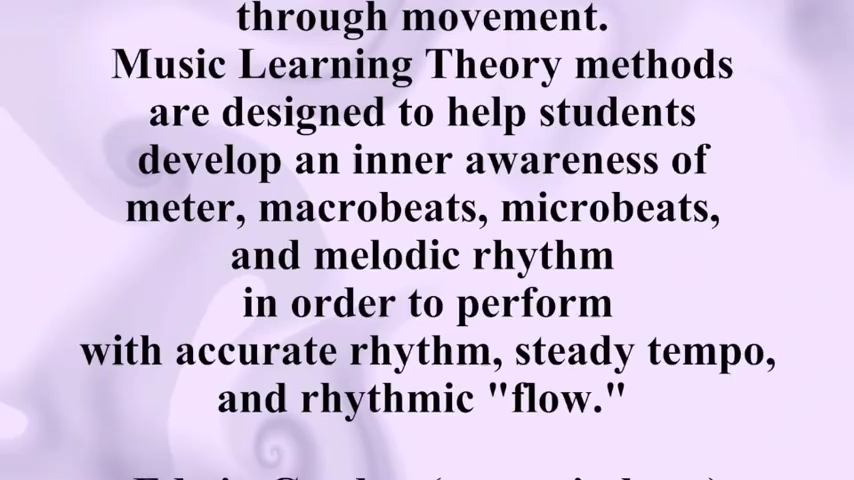 through movement.
Music Learning Theory methods
are designed to help students
develop an inner awareness of
meter, macrobeats, microbeats,
and melodic rhythm
in order to perform
with accurate rhythm, steady tempo,
and rhythmic "flow."